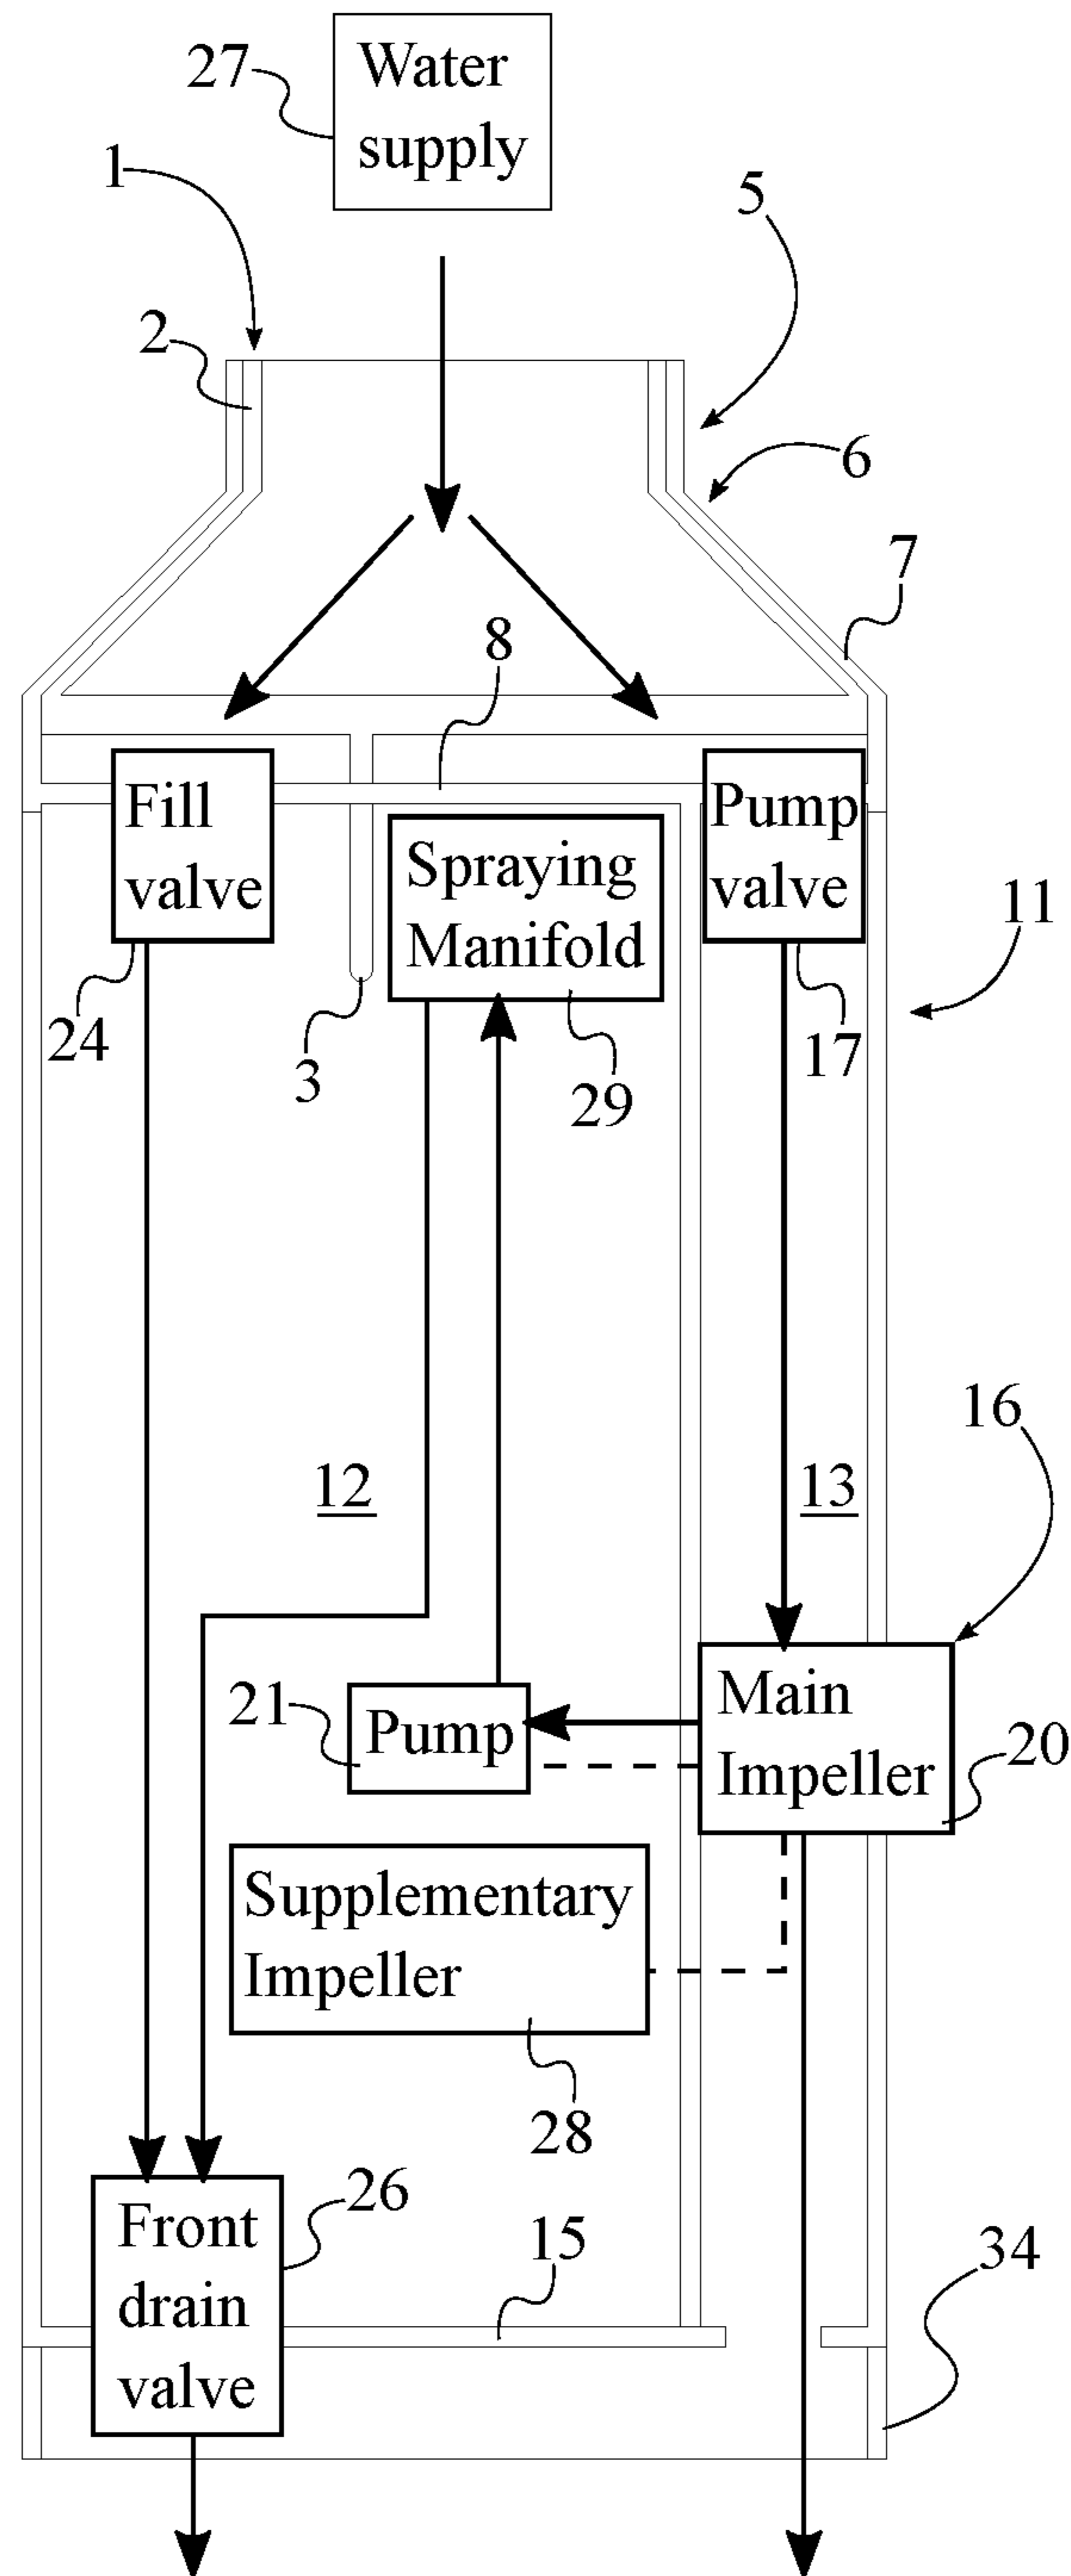 27
Water
supply
1
5
2
6
7
8
Fill
valve
Spraying
Manifold
Pump
valve
11
24
3
29
17
16
12
13
21
Pump
Main
Impeller
20
Supplementary
Impeller
28
Front
drain
valve
26
15
34